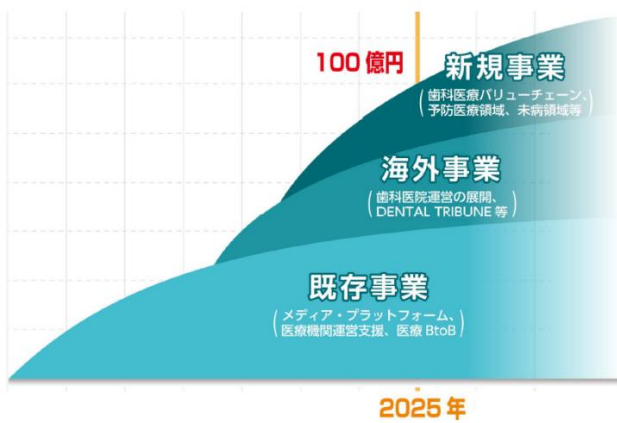 100億円
新規事業
(歯科医療バリューチェーン、
予防医療領域、未病領域等)
海外事業
(歯科医院運営の展開、
DENTAL TRIBUNE 等)
既存事業
(メディア・プラットフォーム、
医療機関運営支援、医療 BtoB)
2025年